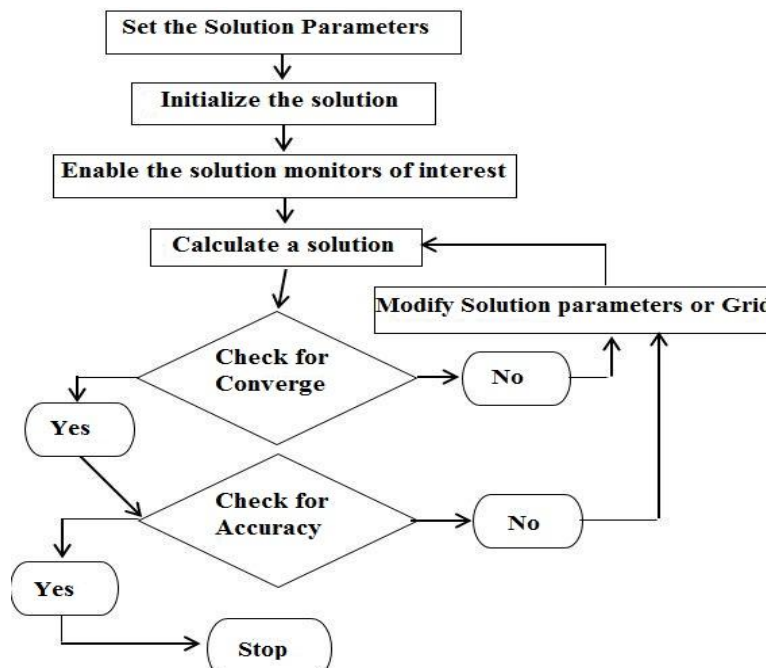 Set the Solution Parameters
Initialize the solution
Enable the solution monitors of interest
Calculate a solution
Modify Solution parameters or Grid
Check for
Converge
No
Yes
Check for
Accuracy
No
Yes
Stop